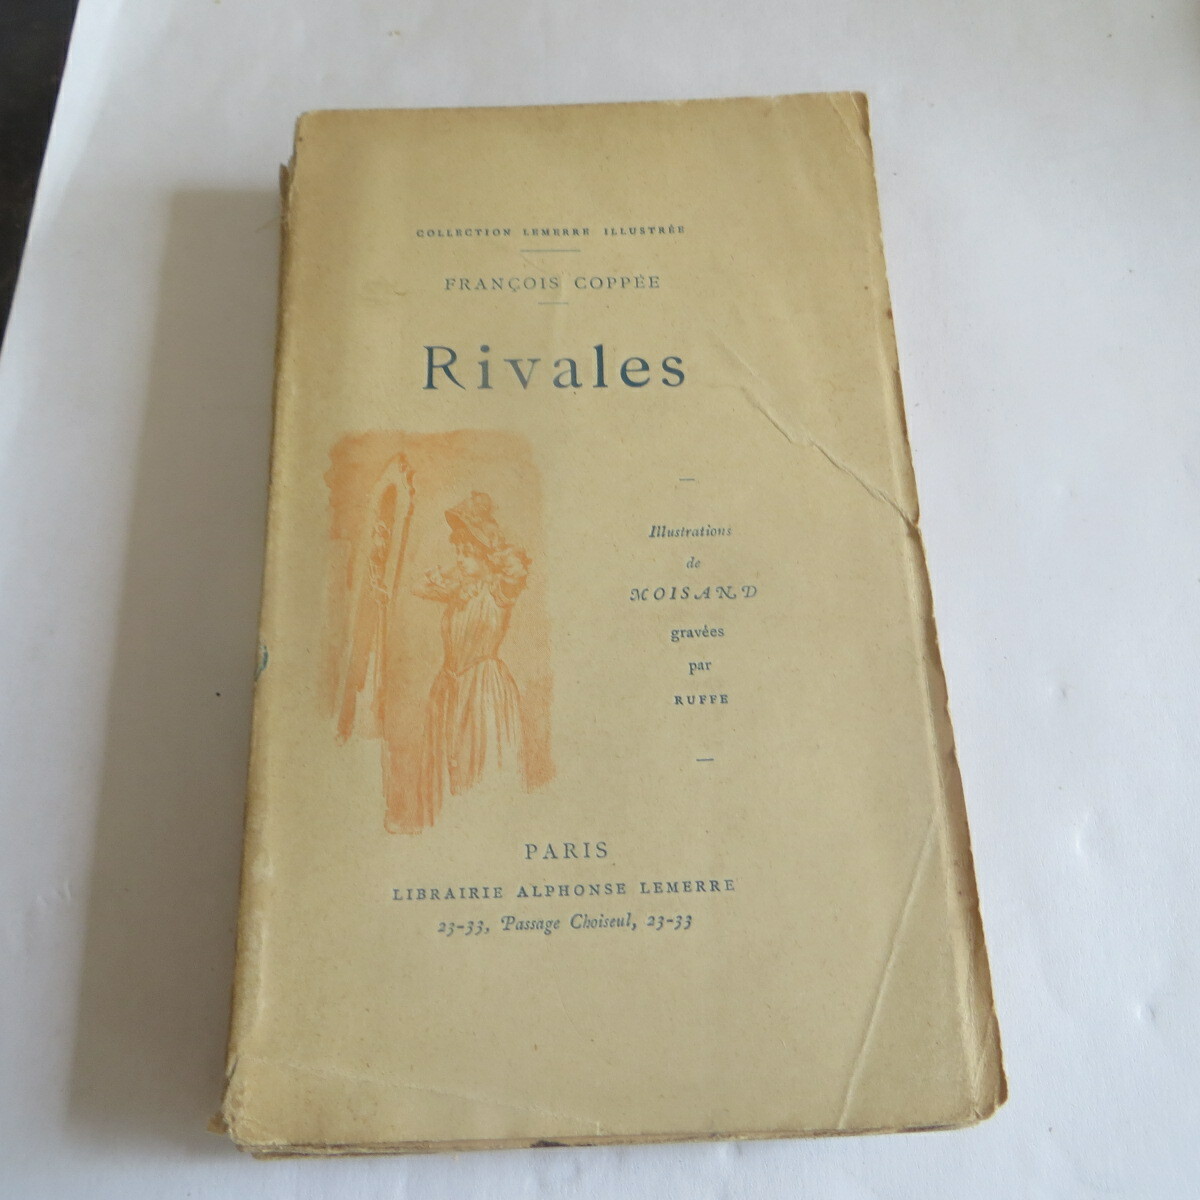 COLLECTION LEMERRE ILLUSTRÉE
FRANÇOIS COPPÉE
Rivales
Illustrations
de
MOISAND
gravées
par
RUFFE
PARIS
LIBRAIRIE ALPHONSE LEMERRE
23-33, Passage Choiseul, 23-33